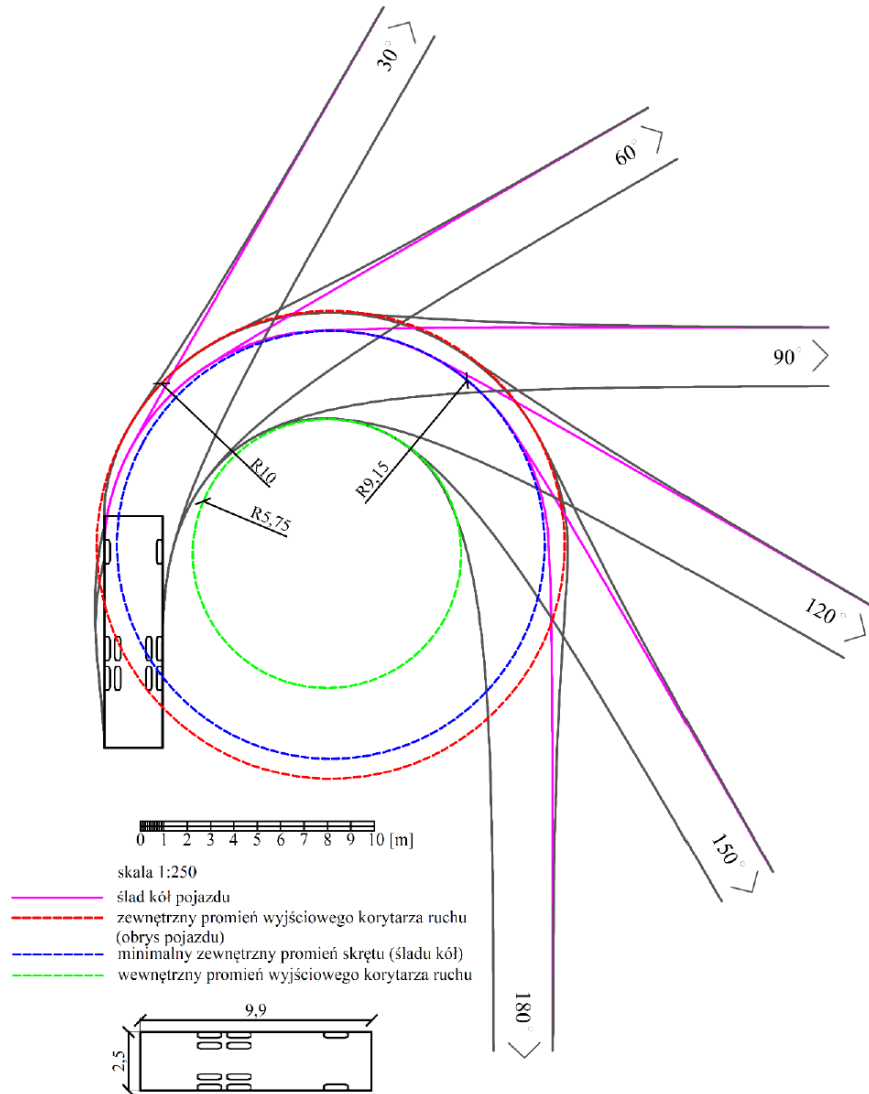 30°
60°
90°
R10
R9,15
R5,75
120°
150°
180°
0 1 2 3 4 5 6 7 8 9 10 [m]
skala 1:250
ślad kół pojazdu
zewnętrzny promień wyjściowego korytarza ruchu
(obrys pojazdu)
minimalny zewnętrzny promień skrętu (śladu kół)
wewnętrzny promień wyjściowego korytarza ruchu
9,9
2,5